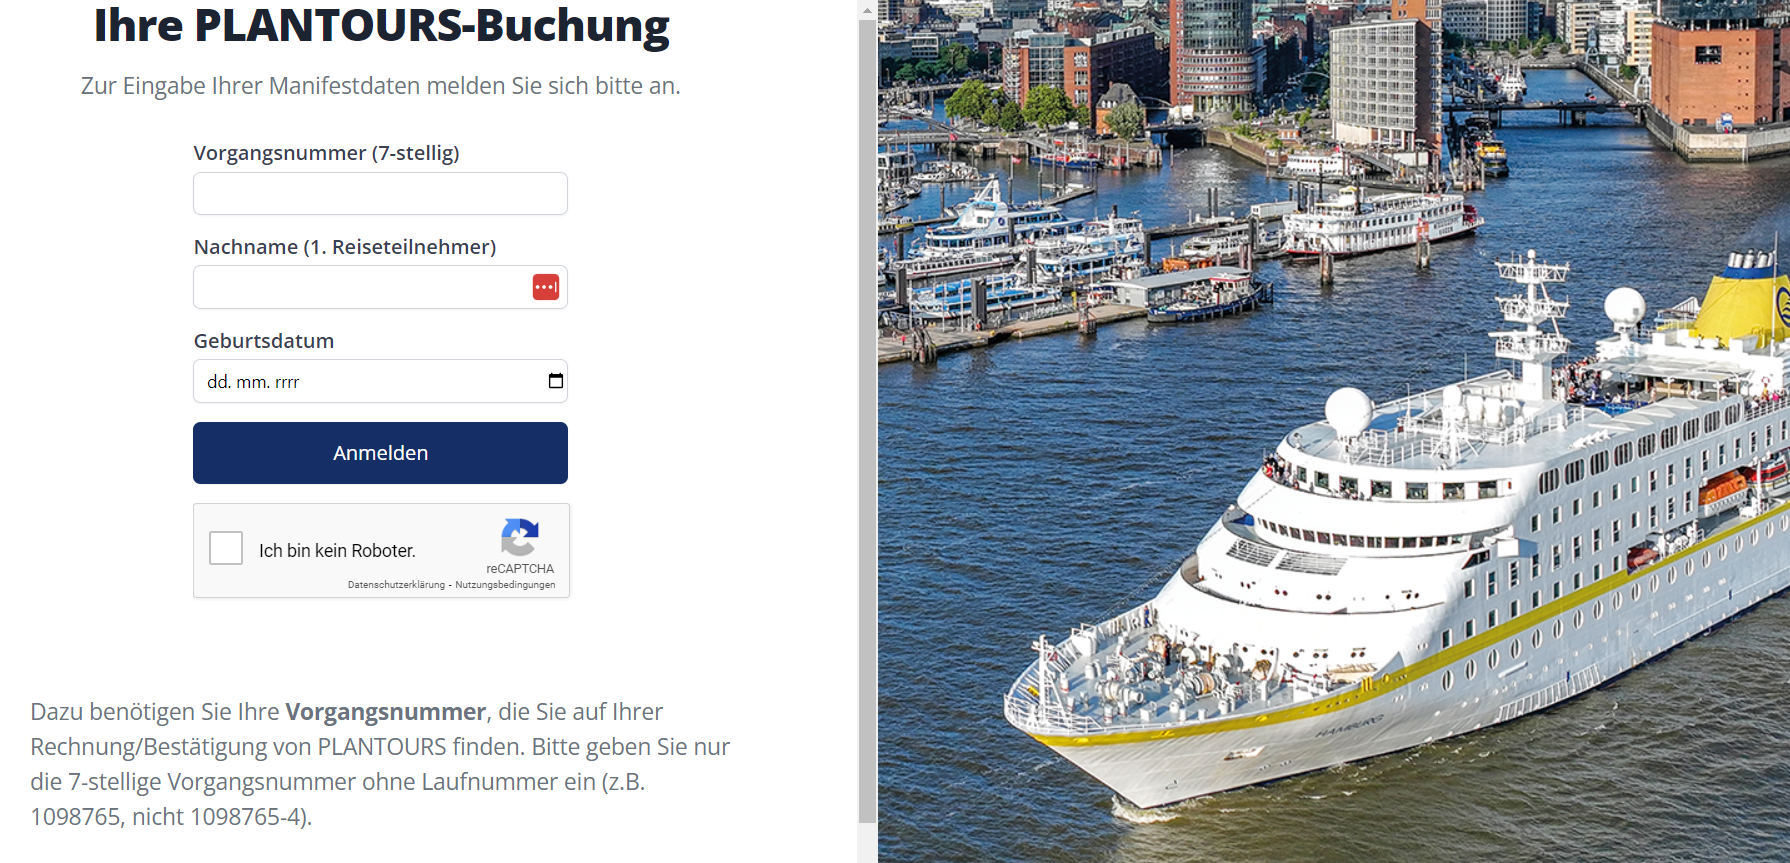 Ihre PLANTOURS-Buchung
Zur Eingabe Ihrer Manifestdaten melden Sie sich bitte an.
Vorgangsnummer (7-stellig)
Nachname (1. Reiseteilnehmer)
Geburtsdatum
dd. mm. rrrr
Anmelden
Ich bin kein Roboter.
reCAPTCHA
Datenschutzerklärung - Nutzungsbedingungen
Dazu benötigen Sie Ihre Vorgangsnummer, die Sie auf Ihrer
Rechnung/Bestätigung von PLANTOURS finden. Bitte geben Sie nur
die 7-stellige Vorgangsnummer ohne Laufnummer ein (z.B.
1098765, nicht 1098765-4).
HAMBURG